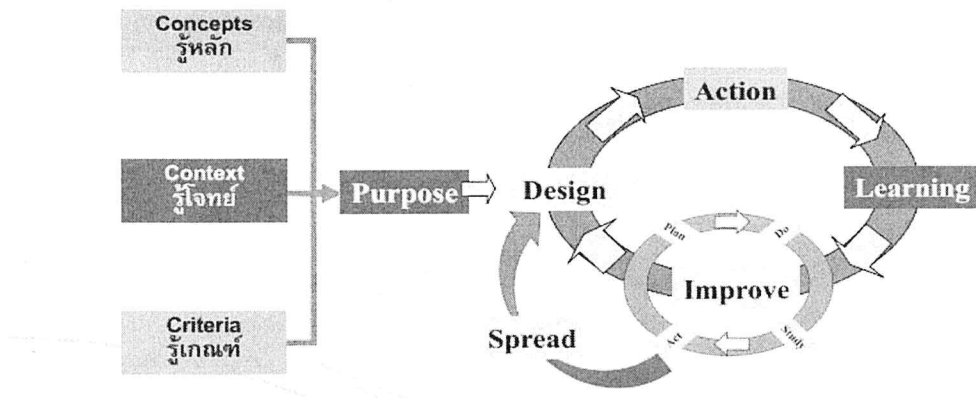 Concepts
รู้หลัก
Context
รู้โจทย์
Criteria
รู้เกณฑ์
Purpose
Design
Action
Learning
Improve
Plan
Do
Study
Act
Spread